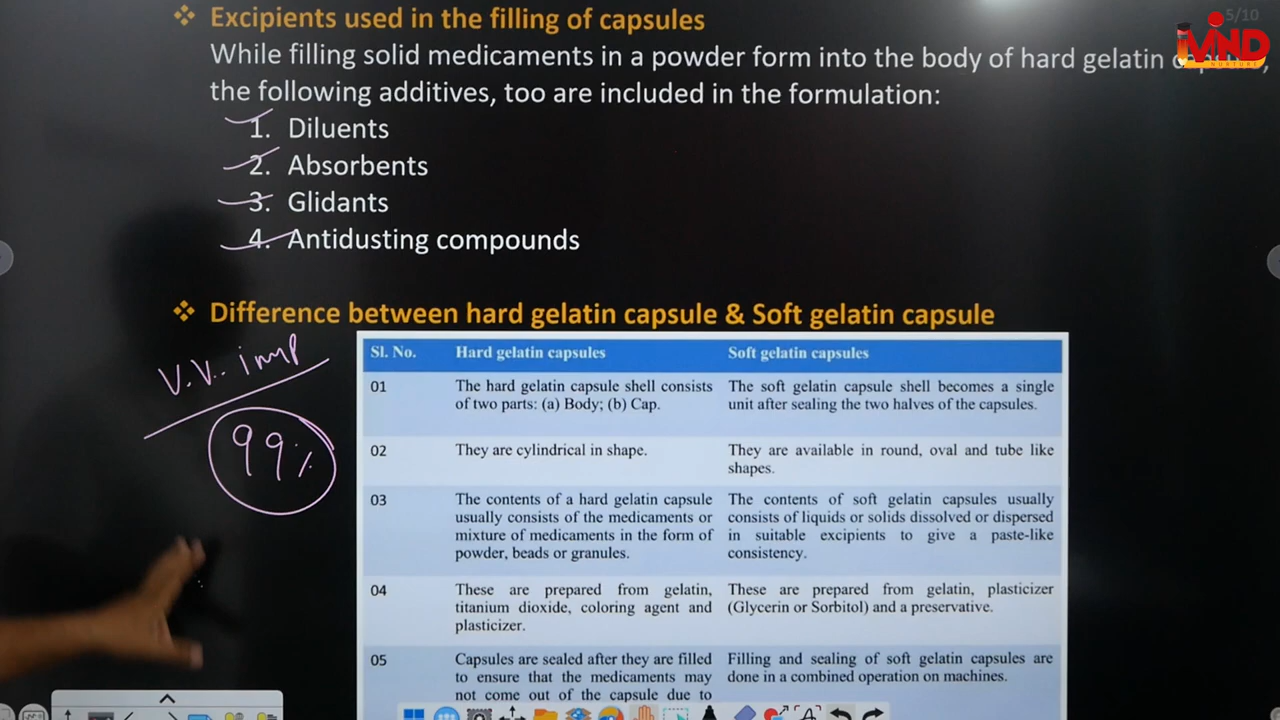 5/10
❖ Excipients used in the filling of capsules
iVIND
NURTURE
While filling solid medicaments in a powder form into the body of hard gelatin
the following additives, too are included in the formulation:
1. Diluents
2. Absorbents
3. Glidants
4. Antidusting compounds
❖ Difference between hard gelatin capsule & Soft gelatin capsule
V.V. imp
99%
Sl. No. Hard gelatin capsules Soft gelatin capsules
01 The hard gelatin capsule shell consists The soft gelatin capsule shell becomes a single
of two parts: (a) Body; (b) Cap. unit after sealing the two halves of the capsules.
02 They are cylindrical in shape. They are available in round, oval and tube like
shapes.
03 The contents of a hard gelatin capsule The contents of soft gelatin capsules usually
usually consists of the medicaments or consists of liquids or solids dissolved or dispersed
mixture of medicaments in the form of in suitable excipients to give a paste-like
powder, beads or granules. consistency.
04 These are prepared from gelatin, These are prepared from gelatin, plasticizer
titanium dioxide, coloring agent and (Glycerin or Sorbitol) and a preservative.
plasticizer.
05 Capsules are sealed after they are filled Filling and sealing of soft gelatin capsules are
to ensure that the medicaments may done in a combined operation on machines.
not come out of the capsule due to